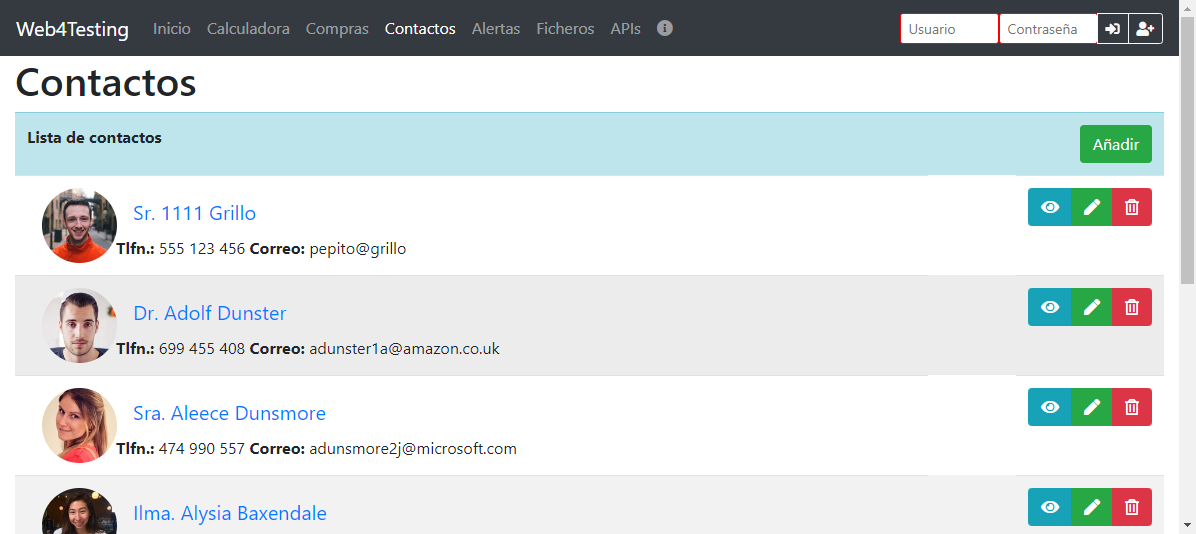 Web4Testing Inicio Calculadora Compras Contactos Alertas Ficheros APIs Usuario Contraseña
Contactos
Lista de contactos Añadir
Sr. 1111 Grillo
Tlfn.: 555 123 456 Correo: pepito@grillo
Dr. Adolf Dunster
Tlfn.: 699 455 408 Correo: adunster1a@amazon.co.uk
Sra. Aleece Dunsmore
Tlfn.: 474 990 557 Correo: adunsmore2j@microsoft.com
Ilma. Alysia Baxendale